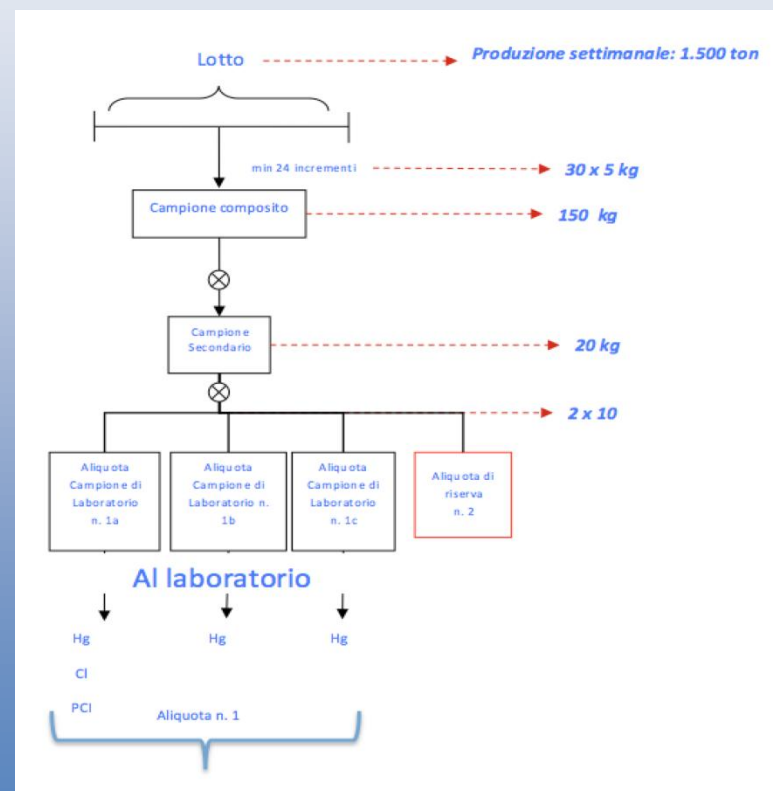 Lotto
Produzione settimanale: 1.500 ton
min 24 incrementi
30 x 5 kg
Campione composito
150 kg
Campione
Secondario
20 kg
2 x 10
Aliquota
Campione di
Laboratorio
n. 1a
Aliquota
Campione di
Laboratorio n.
1b
Aliquota
Campione di
Laboratorio
n. 1c
Aliquota di
riserva
n. 2
Al laboratorio
Hg
Hg
Hg
Cl
PCI
Aliquota n. 1